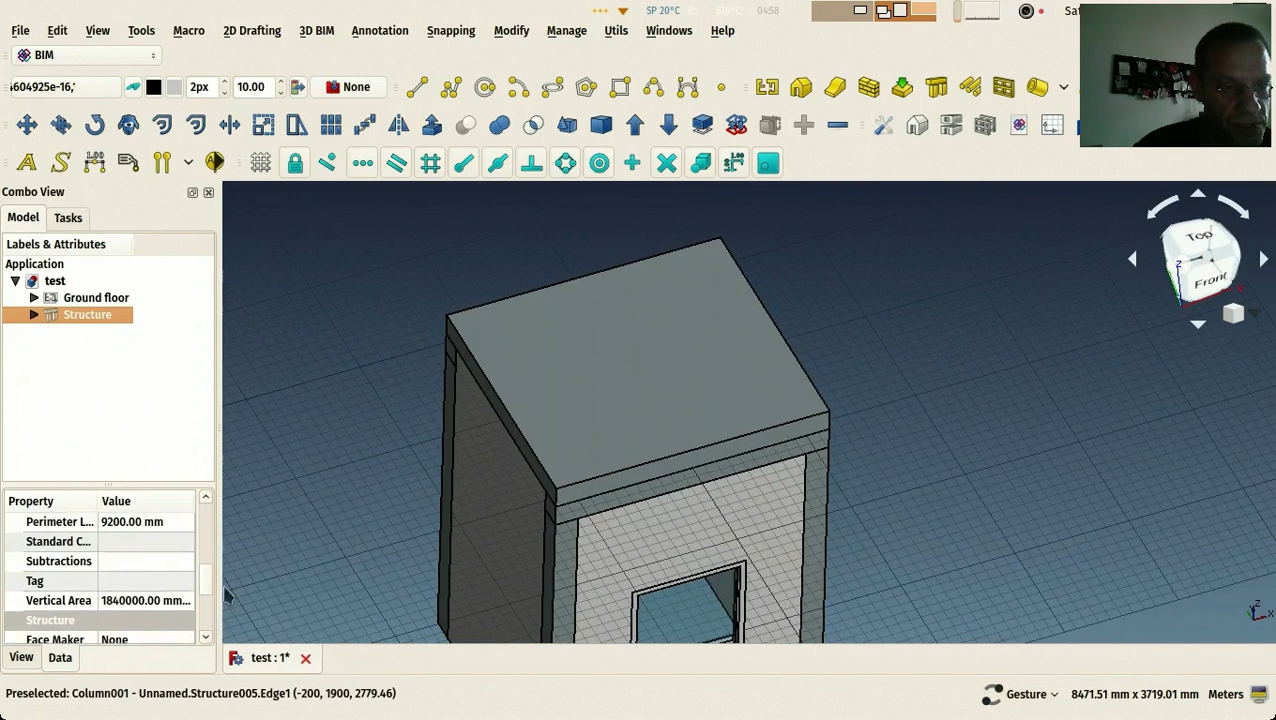 SP 20°C 57.0°C 04:58
File Edit View Tools Macro 2D Drafting 3D BIM Annotation Snapping Modify Manage Utils Windows Help
BIM
604925e-16,' 2px 10.00 None
Combo View
Model Tasks
Labels & Attributes
Application
test
Ground floor
Structure
Top
Front
Property Value
Perimeter L... 9200.00 mm
Standard C...
Subtractions
Tag
Vertical Area 1840000.00 mm...
Structure
Face Maker None
View Data
test : 1*
Preselected: Column001 - Unnamed.Structure005.Edge1 (-200, 1900, 2779.46)
Gesture 8471.51 mm x 3719.01 mm Meters